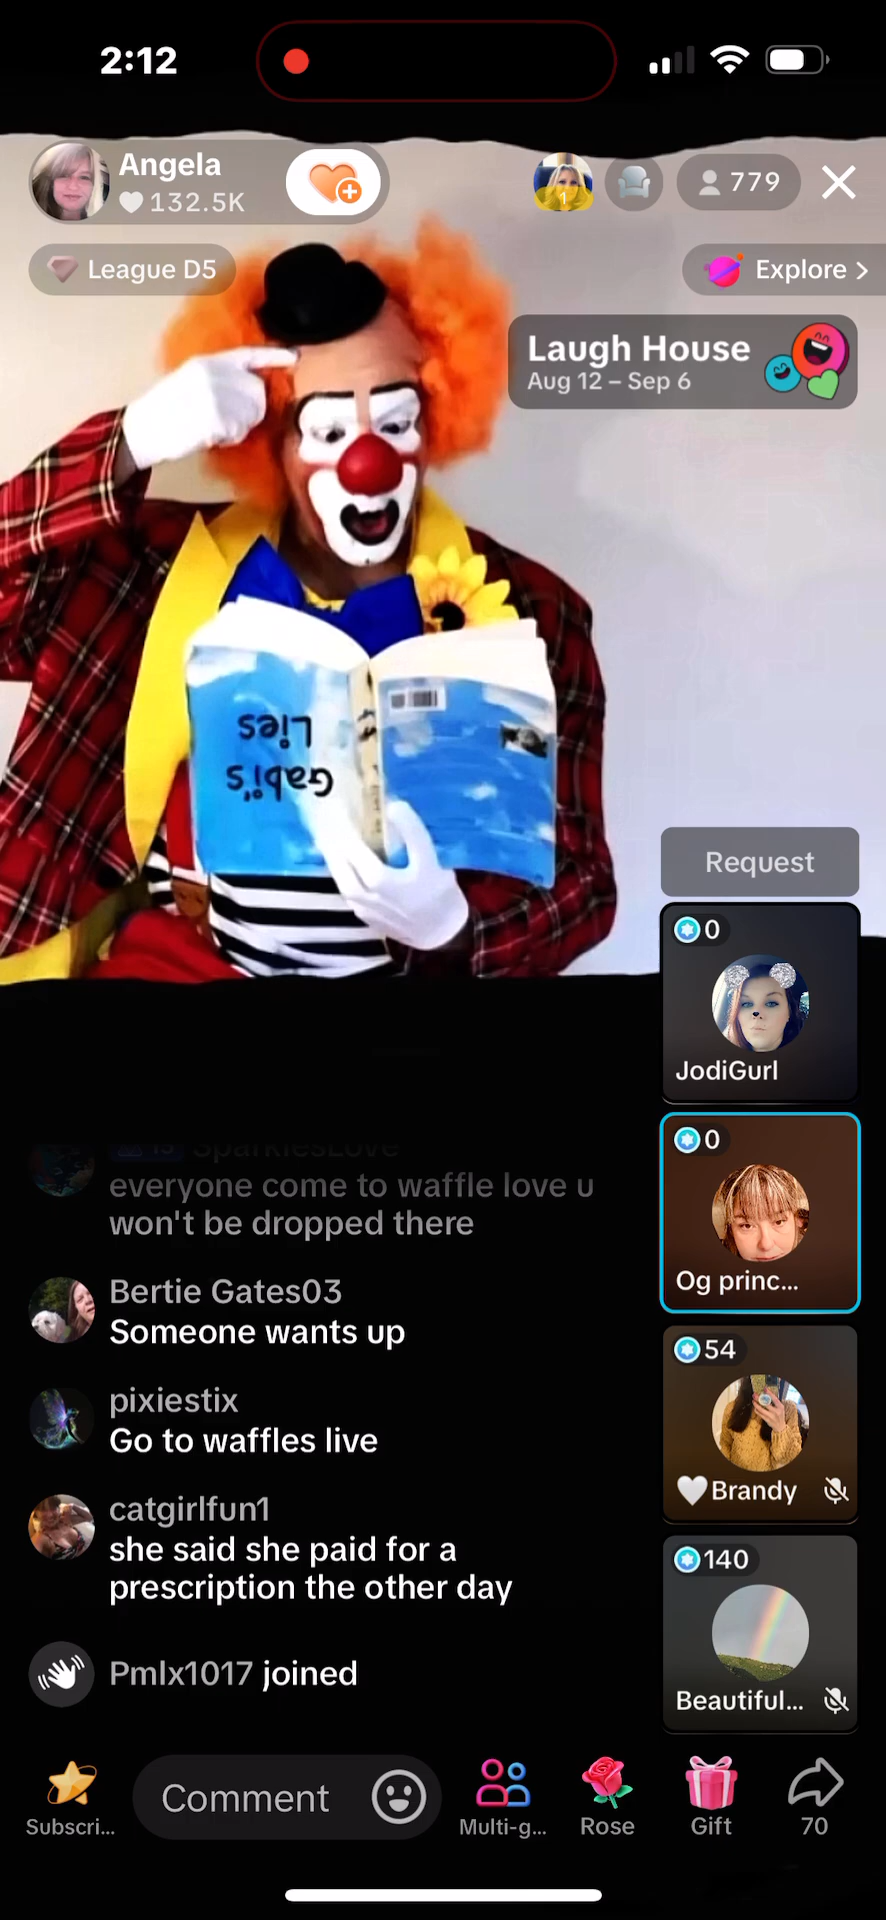 2:12
Angela
132.5K
1
779
League D5
Explore >
Laugh House
Aug 12 – Sep 6
Gabi's
Lies
Request
0
JodiGurl
0
Og princ...
54
🤍Brandy
140
Beautiful...
15 SparklesLove
everyone come to waffle love u
won't be dropped there
Bertie Gates03
Someone wants up
pixiestix
Go to waffles live
catgirlfun1
she said she paid for a
prescription the other day
Pmlx1017 joined
Subscri...
Comment
Multi-g...
Rose
Gift
70